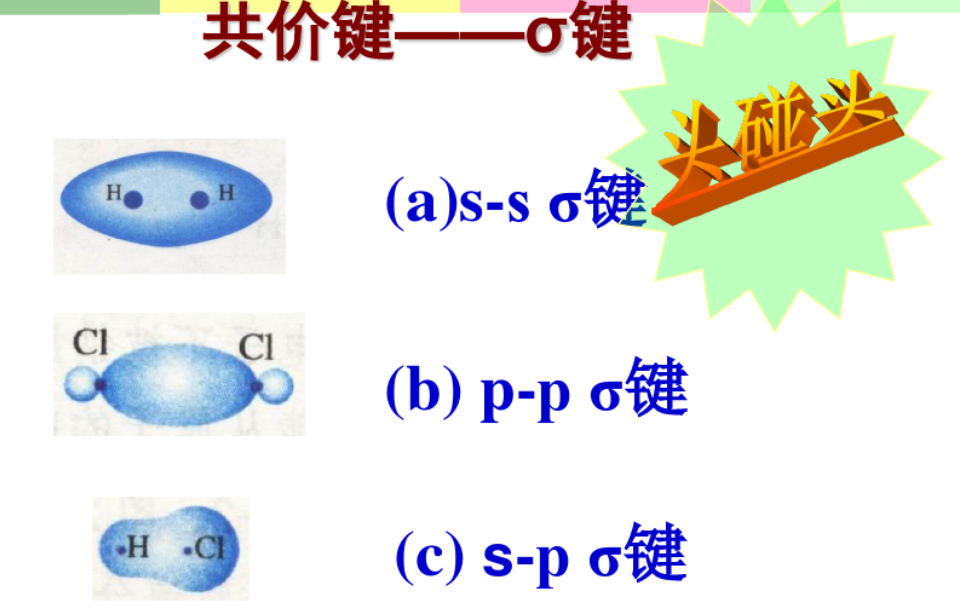 共价键——σ键
头碰头
H H
(a)s-s σ键
Cl Cl
(b) p-p σ键
H Cl
(c) s-p σ键